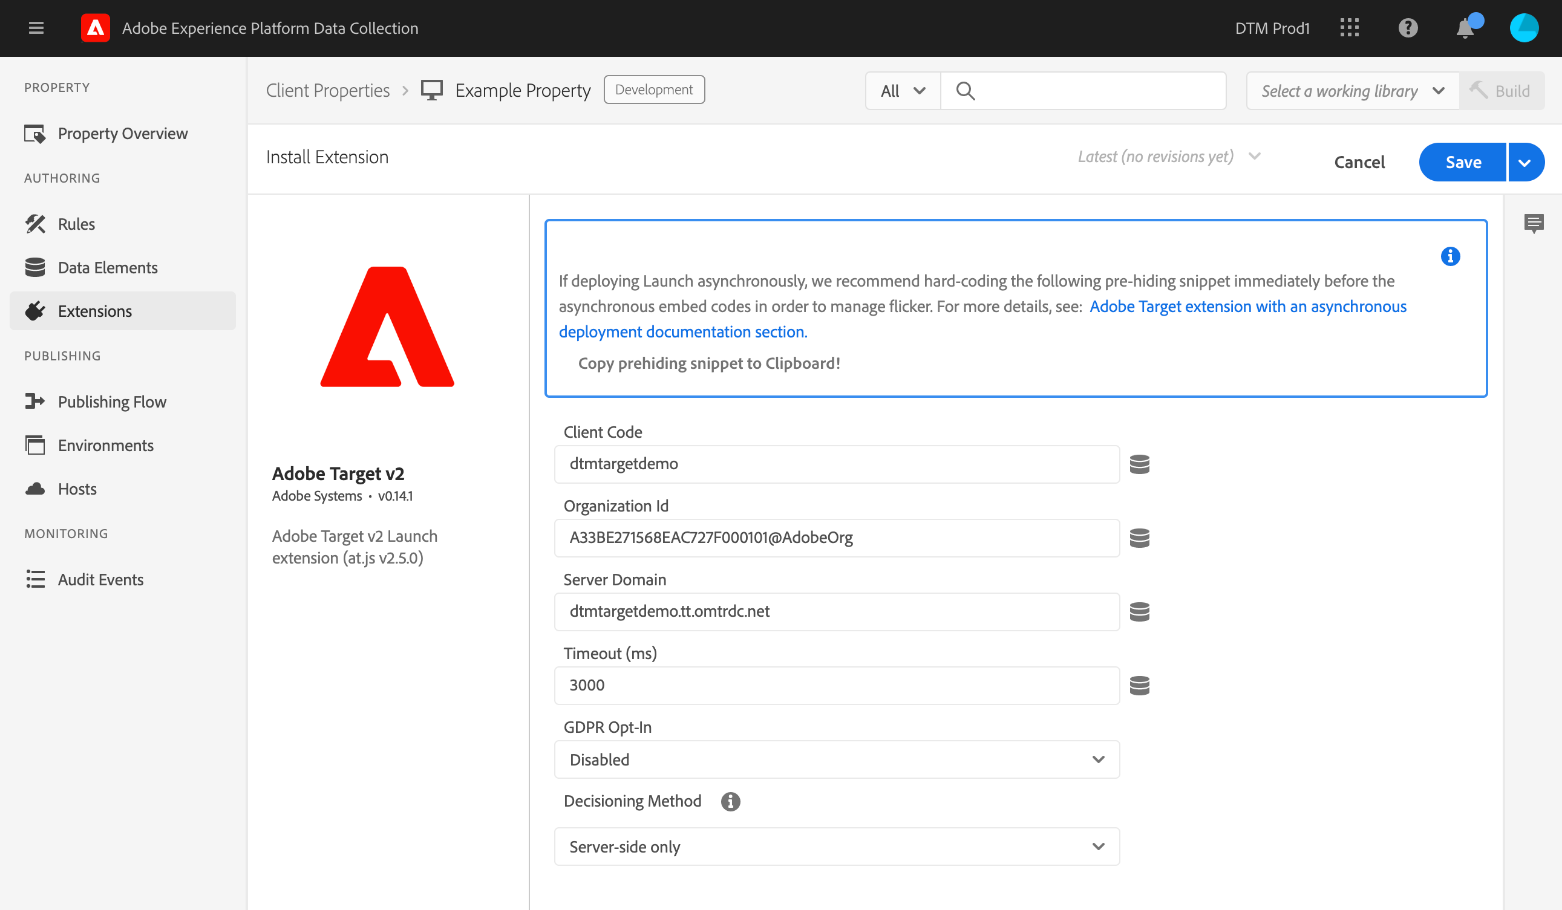 Adobe Experience Platform Data Collection
DTM Prod1
PROPERTY
Property Overview
AUTHORING
Rules
Data Elements
Extensions
PUBLISHING
Publishing Flow
Environments
Hosts
MONITORING
Audit Events
Client Properties
Example Property
Development
All
Select a working library
Build
Install Extension
Latest (no revisions yet)
Cancel
Save
Adobe Target v2
Adobe Systems • v0.14.1
Adobe Target v2 Launch
extension (at.js v2.5.0)
If deploying Launch asynchronously, we recommend hard-coding the following pre-hiding snippet immediately before the
asynchronous embed codes in order to manage flicker. For more details, see: Adobe Target extension with an asynchronous
deployment documentation section.
Copy prehiding snippet to Clipboard!
Client Code
dtmtargetdemo
Organization Id
A33BE271568EAC727F000101@AdobeOrg
Server Domain
dtmtargetdemo.tt.omtrdc.net
Timeout (ms)
3000
GDPR Opt-In
Disabled
Decisioning Method
Server-side only